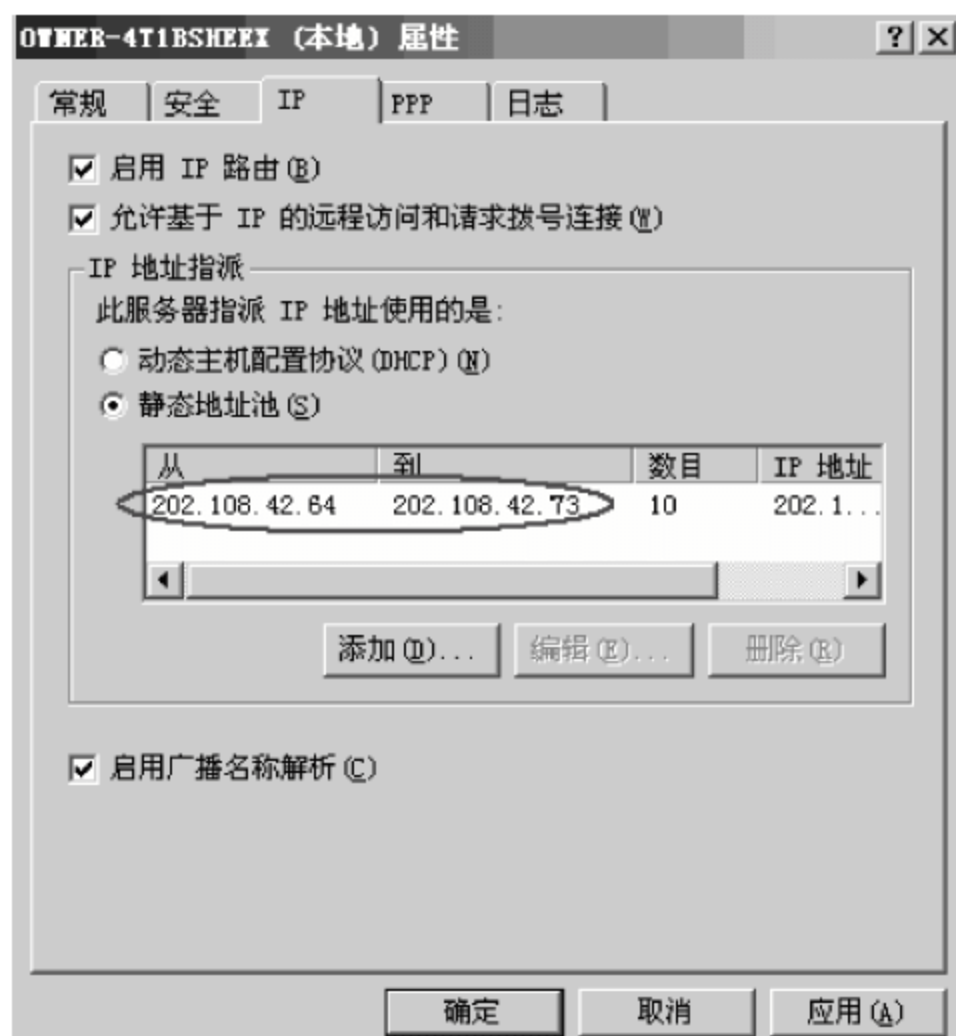 OWNER-4T1BSHEEX (本地) 属性
常规 安全 IP PPP 日志
启用 IP 路由(B)
允许基于 IP 的远程访问和请求拨号连接(W)
IP 地址指派
此服务器指派 IP 地址使用的是:
动态主机配置协议(DHCP)(N)
静态地址池(S)
从 到 数目 IP 地址
202.108.42.64 202.108.42.73 10 202.1...
添加(D)... 编辑(E)... 删除(R)
启用广播名称解析(C)
确定 取消 应用(A)